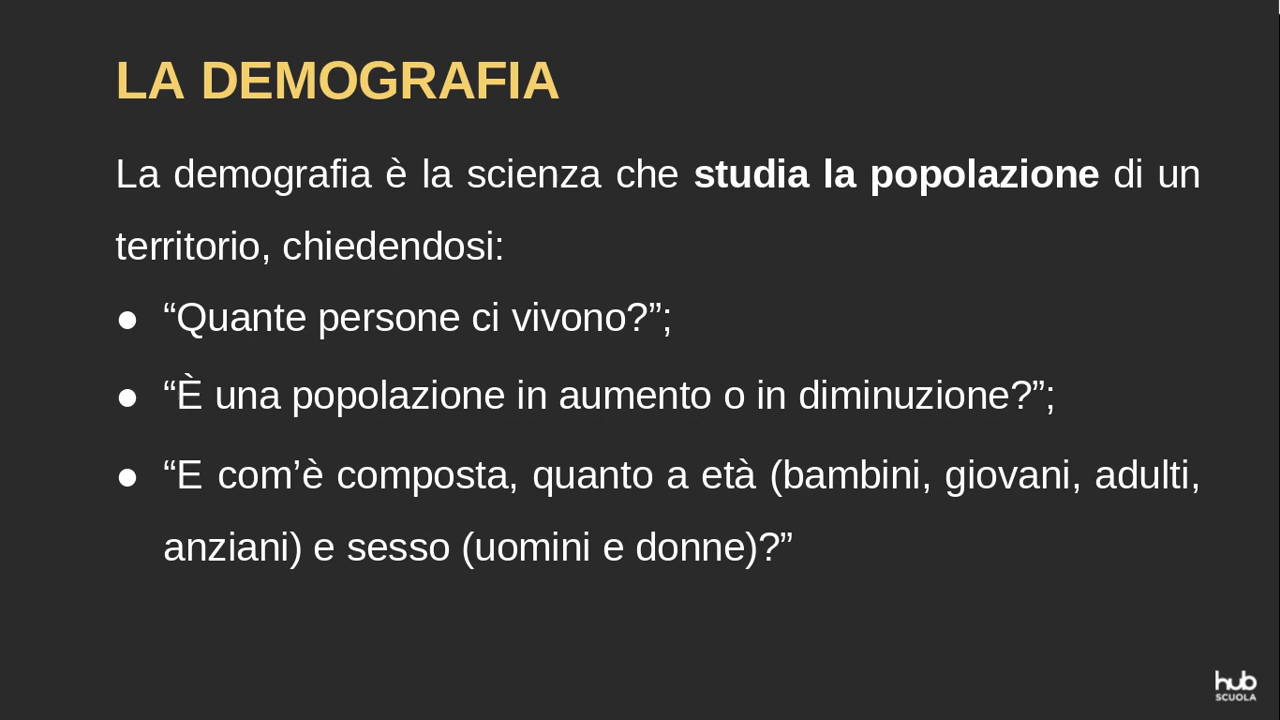 LA DEMOGRAFIA
La demografia è la scienza che studia la popolazione di un
territorio, chiedendosi:
● “Quante persone ci vivono?”;
● “È una popolazione in aumento o in diminuzione?”;
● “E com’è composta, quanto a età (bambini, giovani, adulti,
anziani) e sesso (uomini e donne)?”
hub
SCUOLA